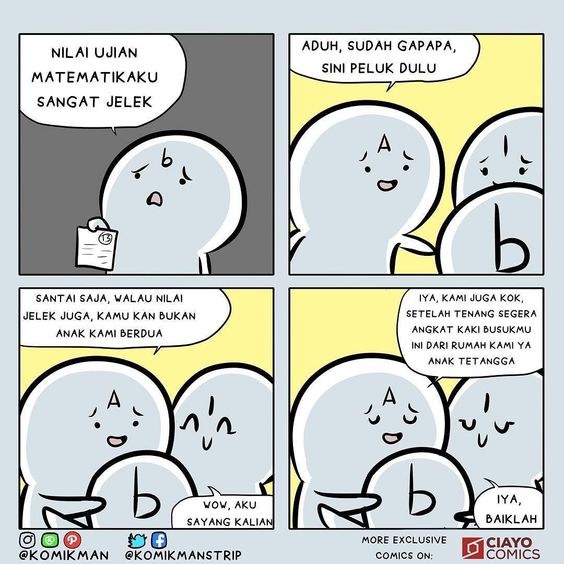 NILAI UJIAN
MATEMATIKAKU
SANGAT JELEK
b
13
ADUH, SUDAH GAPAPA,
SINI PELUK DULU
A
I
b
SANTAI SAJA, WALAU NILAI
JELEK JUGA, KAMU KAN BUKAN
ANAK KAMI BERDUA
A
I
b
WOW, AKU
SAYANG KALIAN
IYA, KAMI JUGA KOK,
SETELAH TENANG SEGERA
ANGKAT KAKI BUSUKMU
INI DARI RUMAH KAMI YA
ANAK TETANGGA
A
I
b
IYA,
BAIKLAH
@KOMIKMAN
@KOMIKMANSTRIP
MORE EXCLUSIVE
COMICS ON:
CIAYO
COMICS